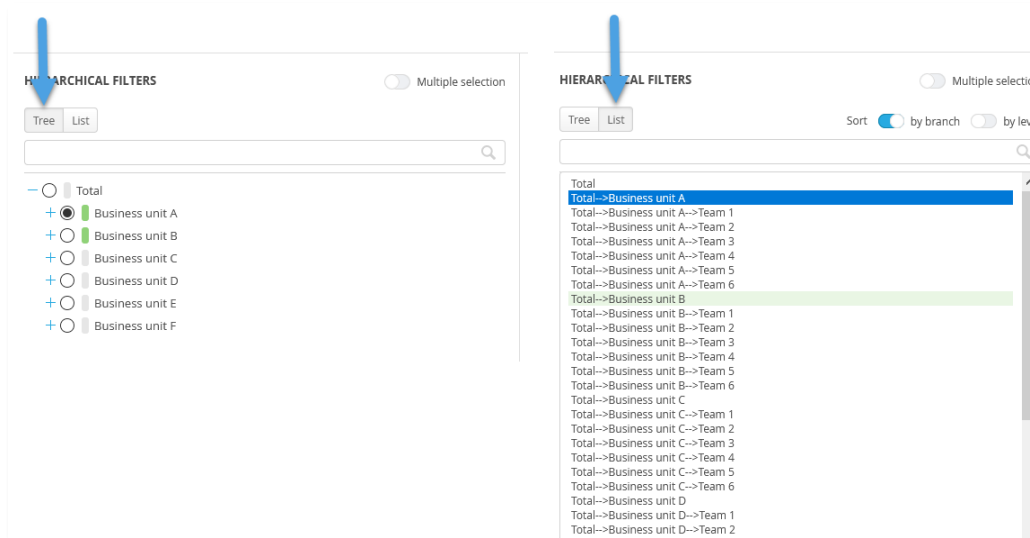 HIERARCHICAL FILTERS
Multiple selection
Tree
List
Total
Business unit A
Business unit B
Business unit C
Business unit D
Business unit E
Business unit F
HIERARCHICAL FILTERS
Multiple selectio
Tree
List
Sort
by branch
by lev
Total
Total-->Business unit A
Total-->Business unit A-->Team 1
Total-->Business unit A-->Team 2
Total-->Business unit A-->Team 3
Total-->Business unit A-->Team 4
Total-->Business unit A-->Team 5
Total-->Business unit A-->Team 6
Total-->Business unit B
Total-->Business unit B-->Team 1
Total-->Business unit B-->Team 2
Total-->Business unit B-->Team 3
Total-->Business unit B-->Team 4
Total-->Business unit B-->Team 5
Total-->Business unit B-->Team 6
Total-->Business unit C
Total-->Business unit C-->Team 1
Total-->Business unit C-->Team 2
Total-->Business unit C-->Team 3
Total-->Business unit C-->Team 4
Total-->Business unit C-->Team 5
Total-->Business unit C-->Team 6
Total-->Business unit D
Total-->Business unit D-->Team 1
Total-->Business unit D-->Team 2